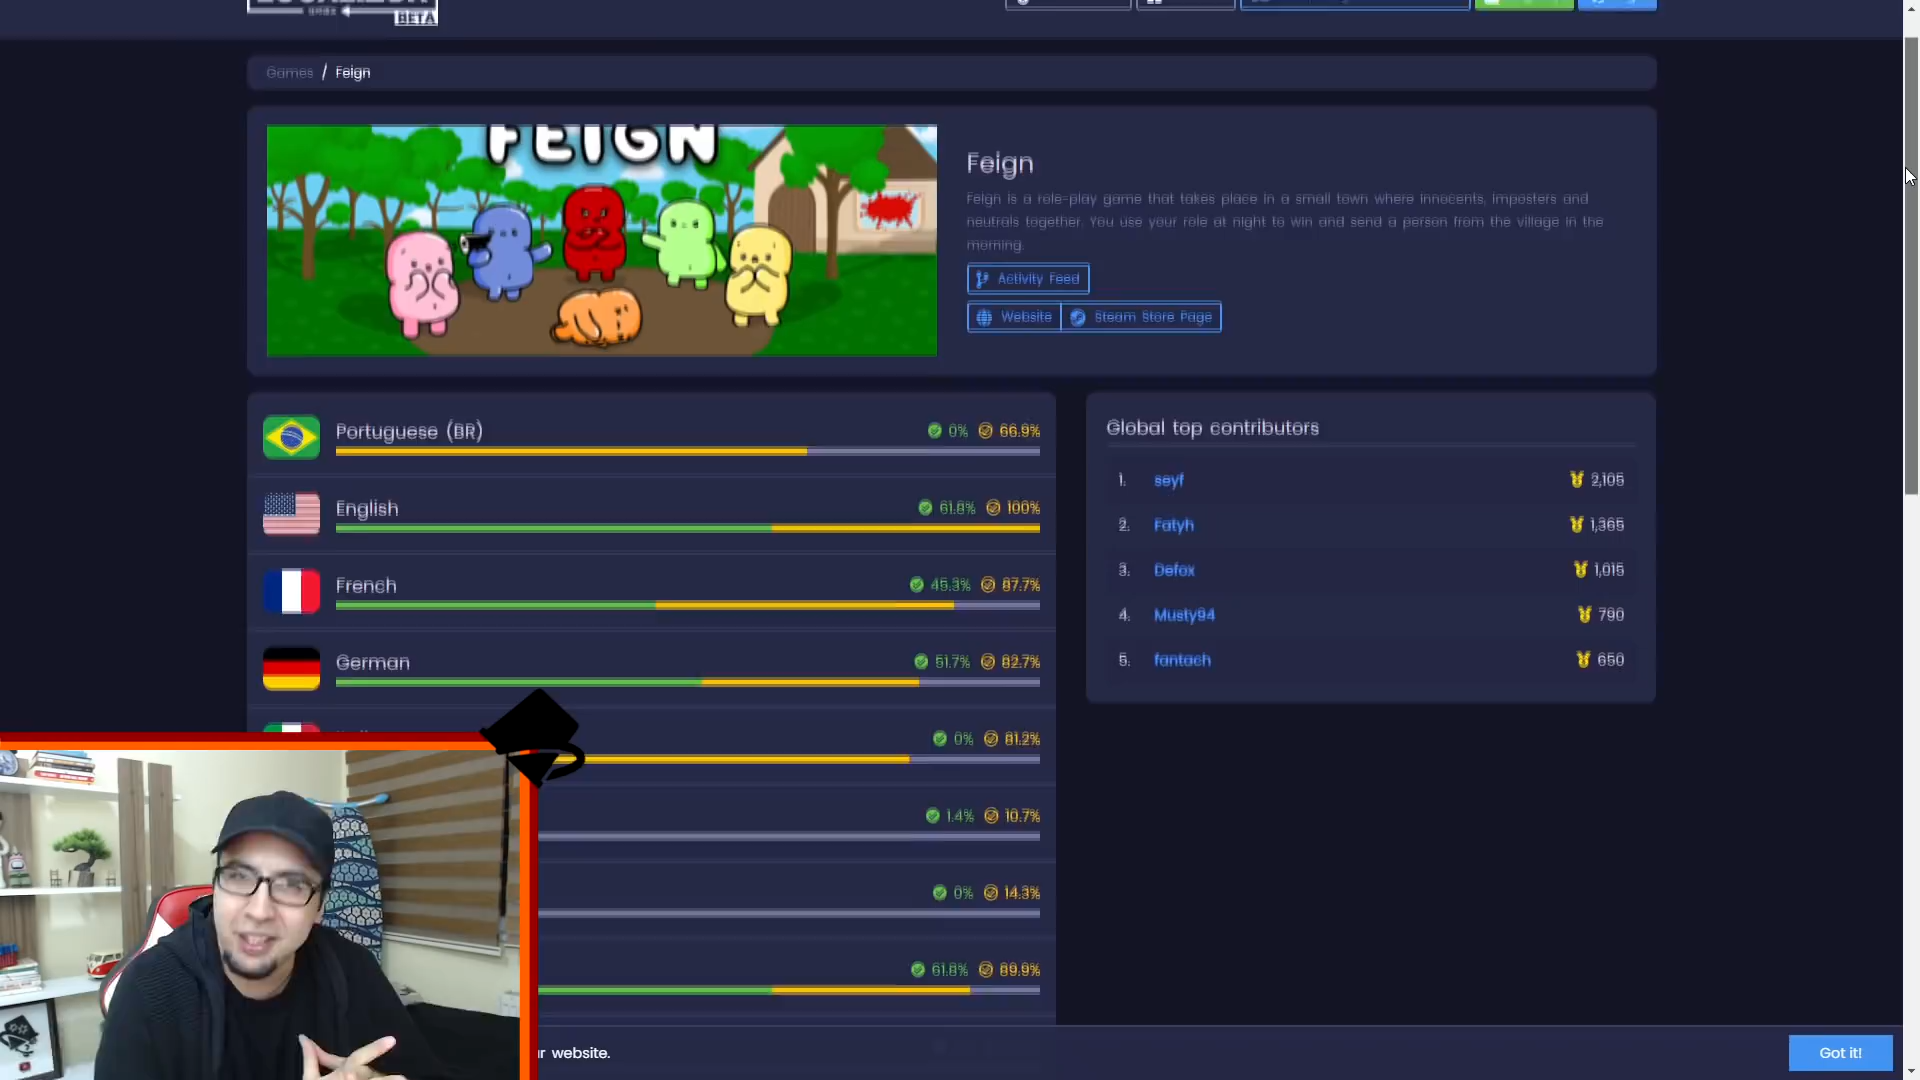 BETA
Games / Feign
FEIGN
Feign
Feign is a role-play game that takes place in a small town where innocents, imposters and
neutrals together. You use your role at night to win and send a person from the village in the
morning.
Activity Feed
Website
Steam Store Page
Portuguese (BR)
0% 66.9%
English
61.8% 100%
French
45.3% 87.7%
German
51.7% 82.7%
0% 81.2%
1.4% 10.7%
0% 14.3%
61.8% 89.9%
Global top contributors
1. seyf 2,105
2. Fatyh 1,365
3. Defox 1,015
4. Musty94 790
5. fantach 650
website.
Got it!